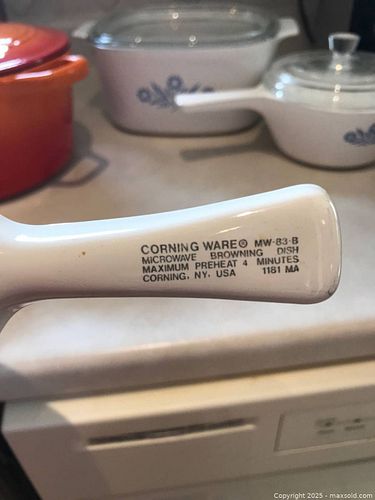 CORNING WARE® MW-83-B
MICROWAVE BROWNING DISH
MAXIMUM PREHEAT 4 MINUTES
CORNING, NY, USA 1181 MA
Copyright © 2025 - maxsold.com